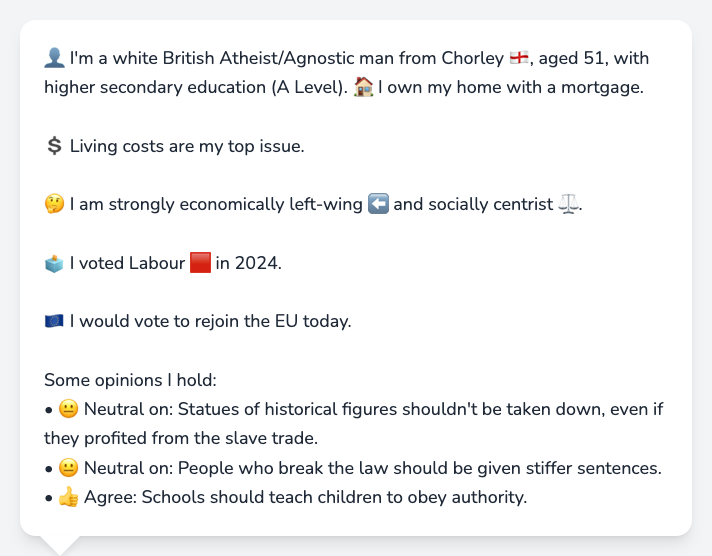 👤 I'm a white British Atheist/Agnostic man from Chorley 🏴󠁧󠁢󠁥󠁮󠁧󠁿, aged 51, with
higher secondary education (A Level). 🏠 I own my home with a mortgage.
💲 Living costs are my top issue.
🤔 I am strongly economically left-wing ⬅️ and socially centrist ⚖️.
🗳️ I voted Labour 🟥 in 2024.
🇪🇺 I would vote to rejoin the EU today.
Some opinions I hold:
• 😐 Neutral on: Statues of historical figures shouldn't be taken down, even if
they profited from the slave trade.
• 😐 Neutral on: People who break the law should be given stiffer sentences.
• 👍 Agree: Schools should teach children to obey authority.